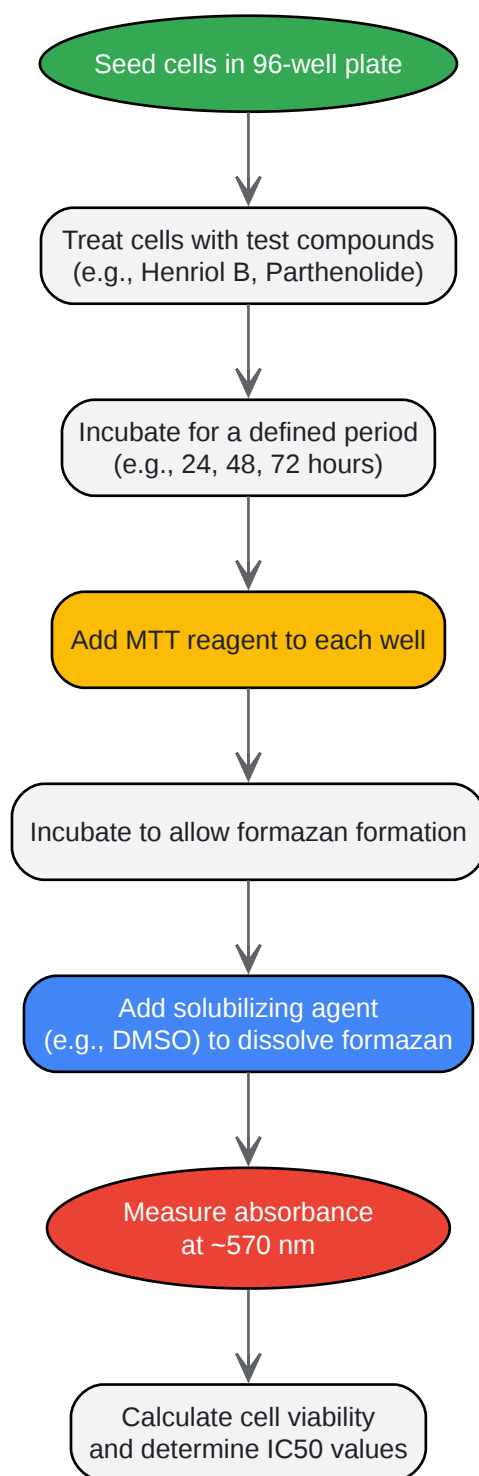 Seed cells in 96-well plate
Treat cells with test compounds
(e.g., Henriol B, Parthenolide)
Incubate for a defined period
(e.g., 24, 48, 72 hours)
Add MTT reagent to each well
Incubate to allow formazan formation
Add solubilizing agent
(e.g., DMSO) to dissolve formazan
Measure absorbance
at ~570 nm
Calculate cell viability
and determine IC50 values